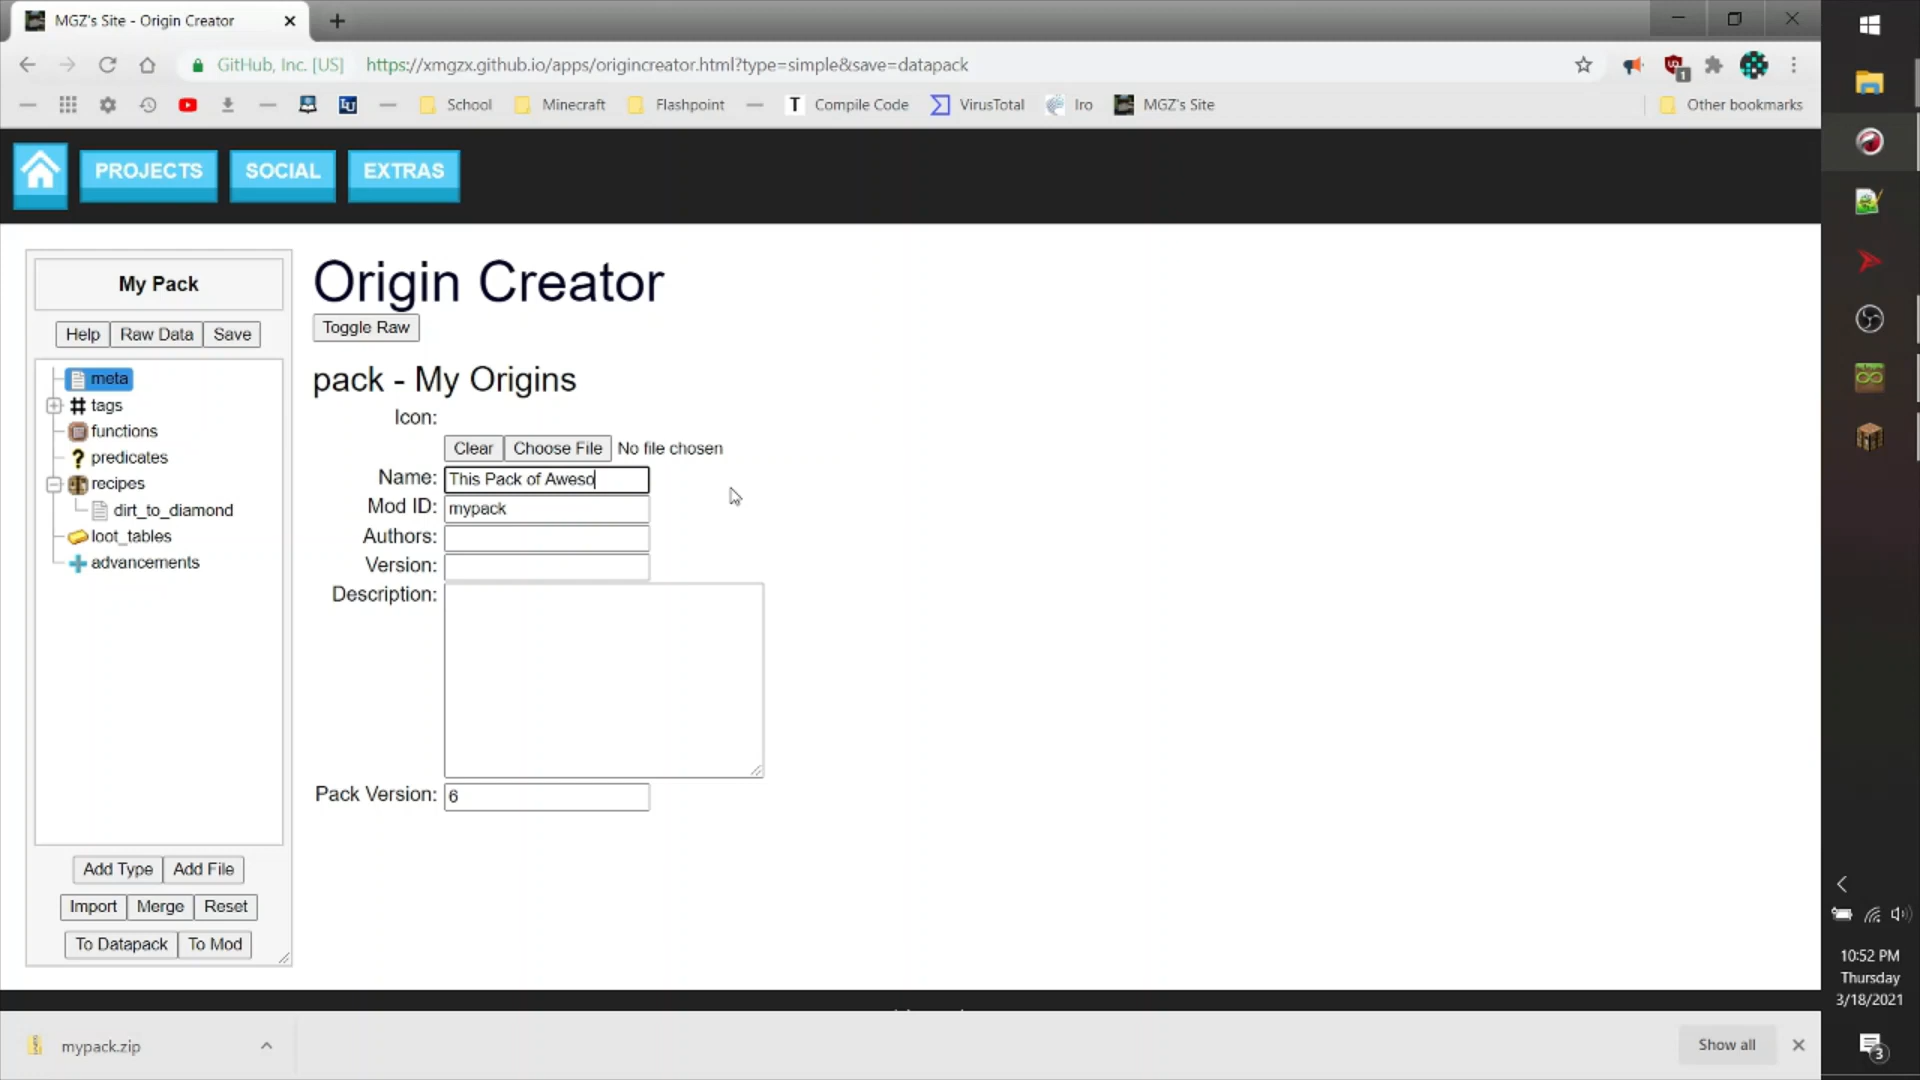 MGZ's Site - Origin Creator
GitHub, Inc. [US] https://xmgzx.github.io/apps/origincreator.html?type=simple&save=datapack
1
LU School Minecraft Flashpoint T Compile Code VirusTotal Iro MGZ's Site Other bookmarks
PROJECTS SOCIAL EXTRAS
My Pack
Help Raw Data Save
meta
tags
functions
predicates
recipes
dirt_to_diamond
loot_tables
advancements
Add Type Add File
Import Merge Reset
To Datapack To Mod
Origin Creator
Toggle Raw
pack - My Origins
Icon:
Clear Choose File No file chosen
Name: This Pack of Aweso
Mod ID: mypack
Authors:
Version:
Description:
Pack Version: 6
mypack.zip
Show all
10:52 PM
Thursday
3/18/2021
3